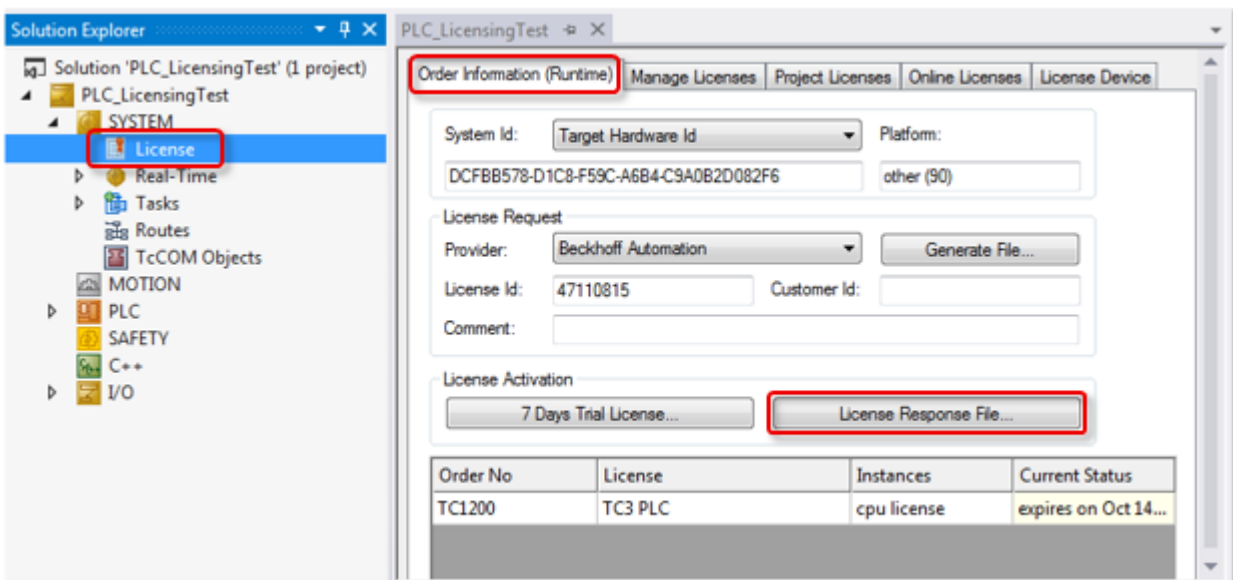 Solution Explorer
Solution 'PLC_LicensingTest' (1 project)
PLC_LicensingTest
SYSTEM
License
Real-Time
Tasks
Routes
TcCOM Objects
MOTION
PLC
SAFETY
C++
I/O
PLC_LicensingTest
Order Information (Runtime) Manage Licenses Project Licenses Online Licenses License Device
System Id: Target Hardware Id Platform:
DCFBB578-D1C8-F59C-A6B4-C9A0B2D082F6 other (90)
License Request
Provider: Beckhoff Automation Generate File...
License Id: 47110815 Customer Id:
Comment:
License Activation
7 Days Trial License... License Response File...
Order No License Instances Current Status
TC1200 TC3 PLC cpu license expires on Oct 14...